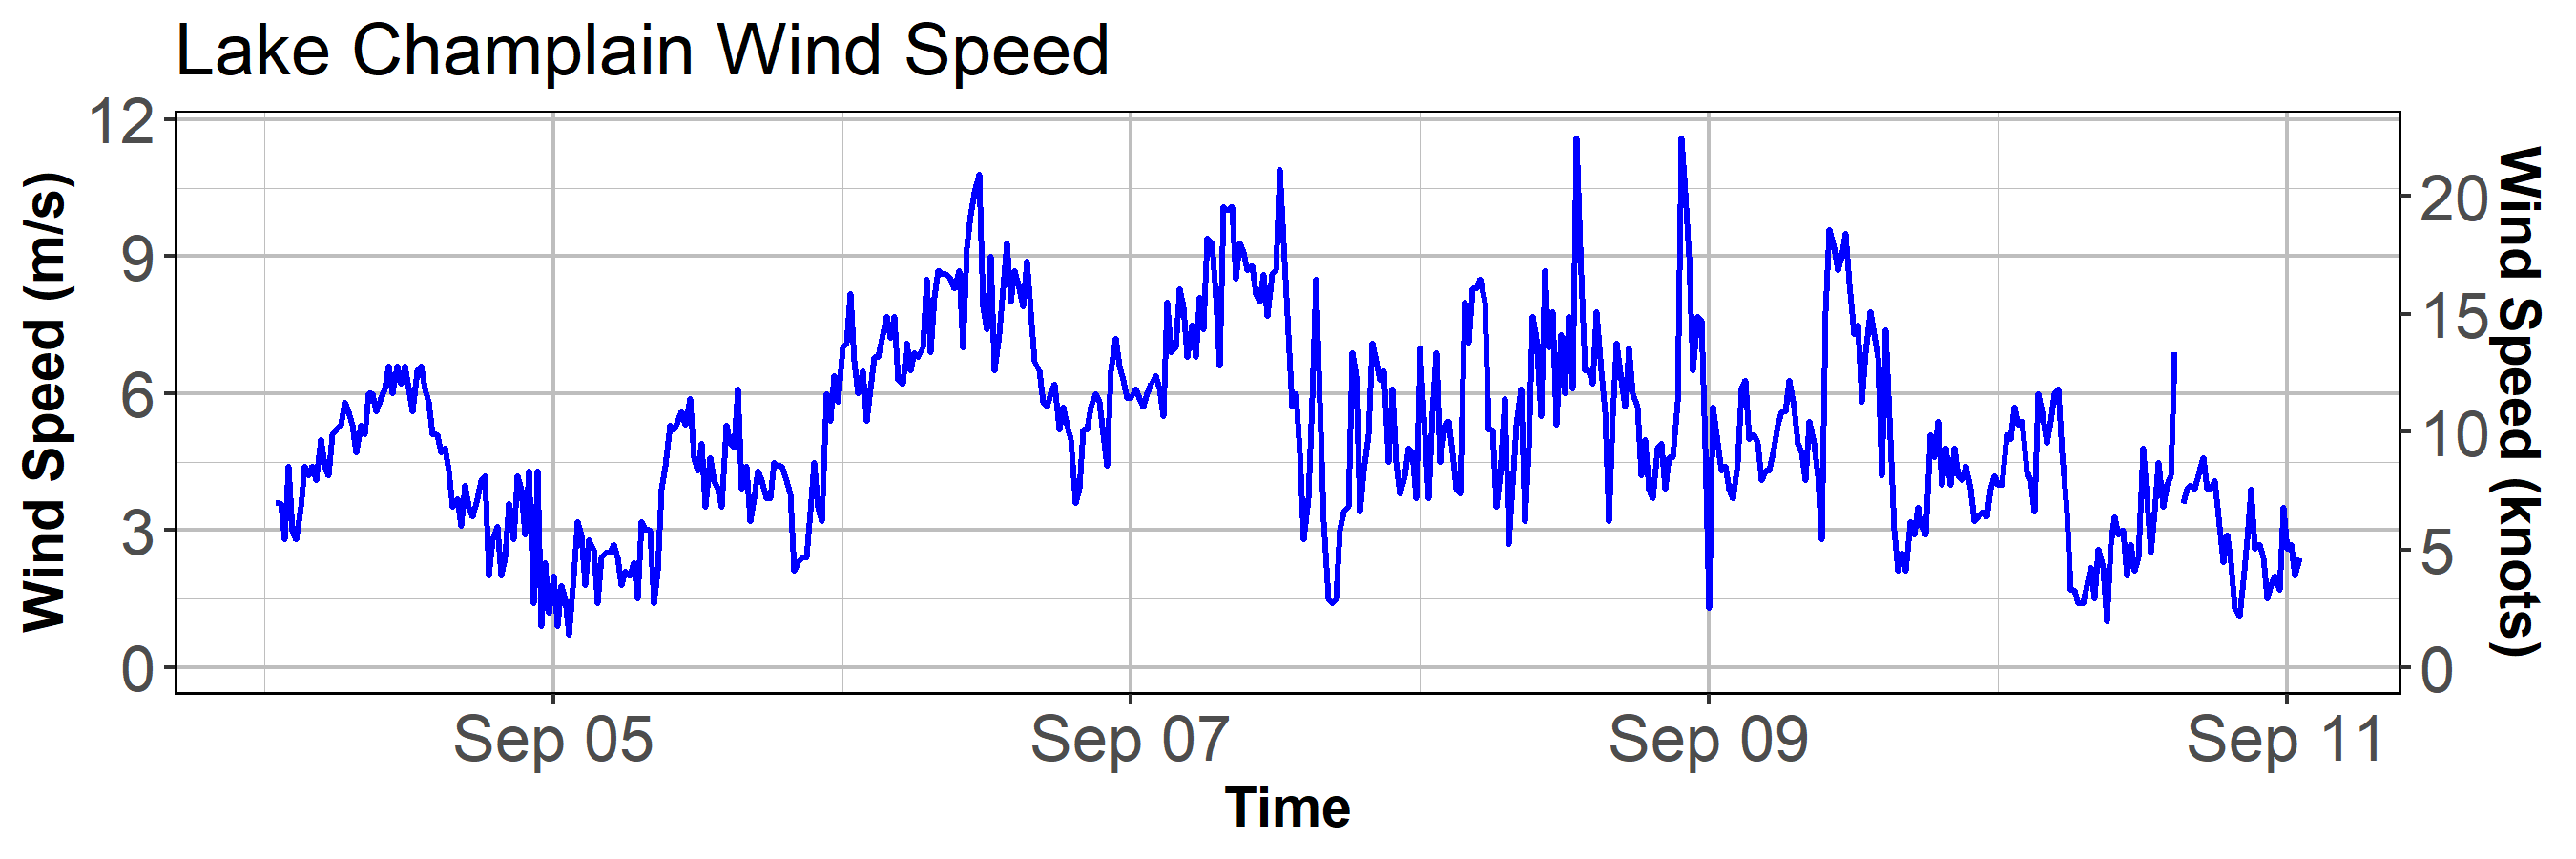 Lake Champlain Wind Speed
Wind Speed (m/s)
12
9
6
3
0
Wind Speed (knots)
20
15
10
5
0
Sep 05
Sep 07
Sep 09
Sep 11
Time